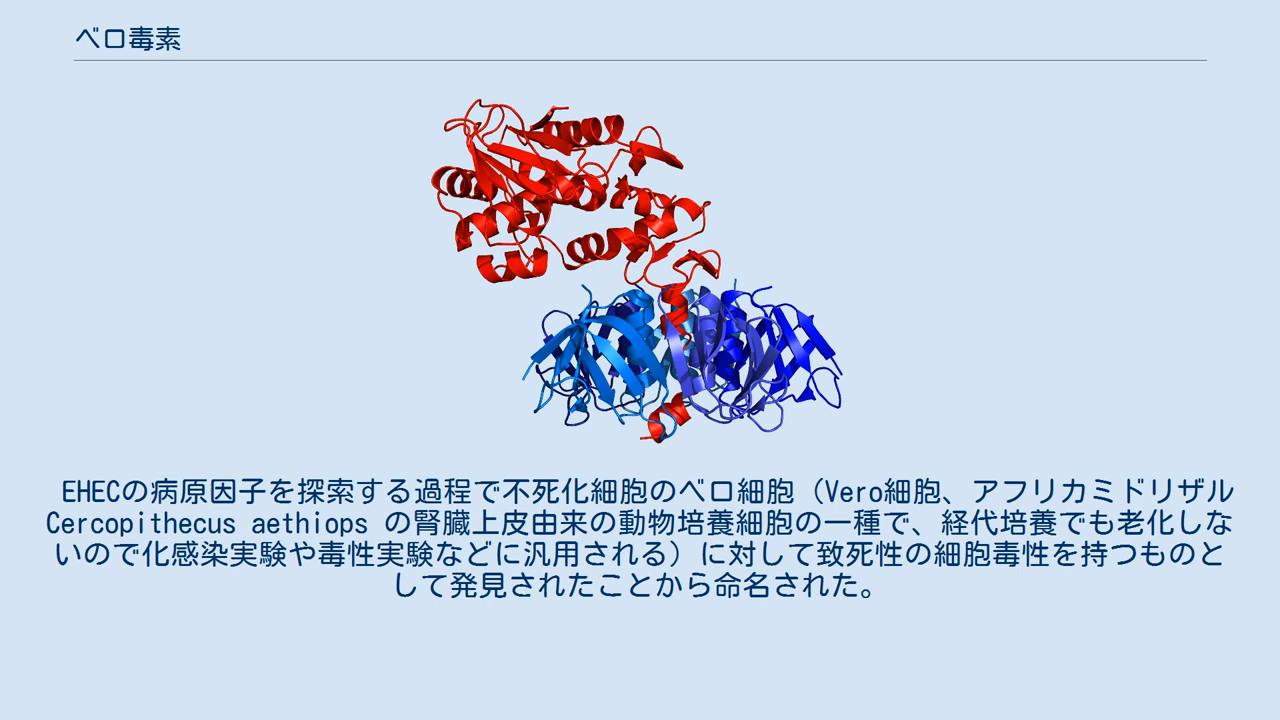 ベロ毒素
EHECの病原因子を探索する過程で不死化細胞のベロ細胞（Vero細胞、アフリカミドリザル
Cercopithecus aethiops の腎臓上皮由来の動物培養細胞の一種で、経代培養でも老化しな
いので化感染実験や毒性実験などに汎用される）に対して致死性の細胞毒性を持つものと
して発見されたことから命名された。